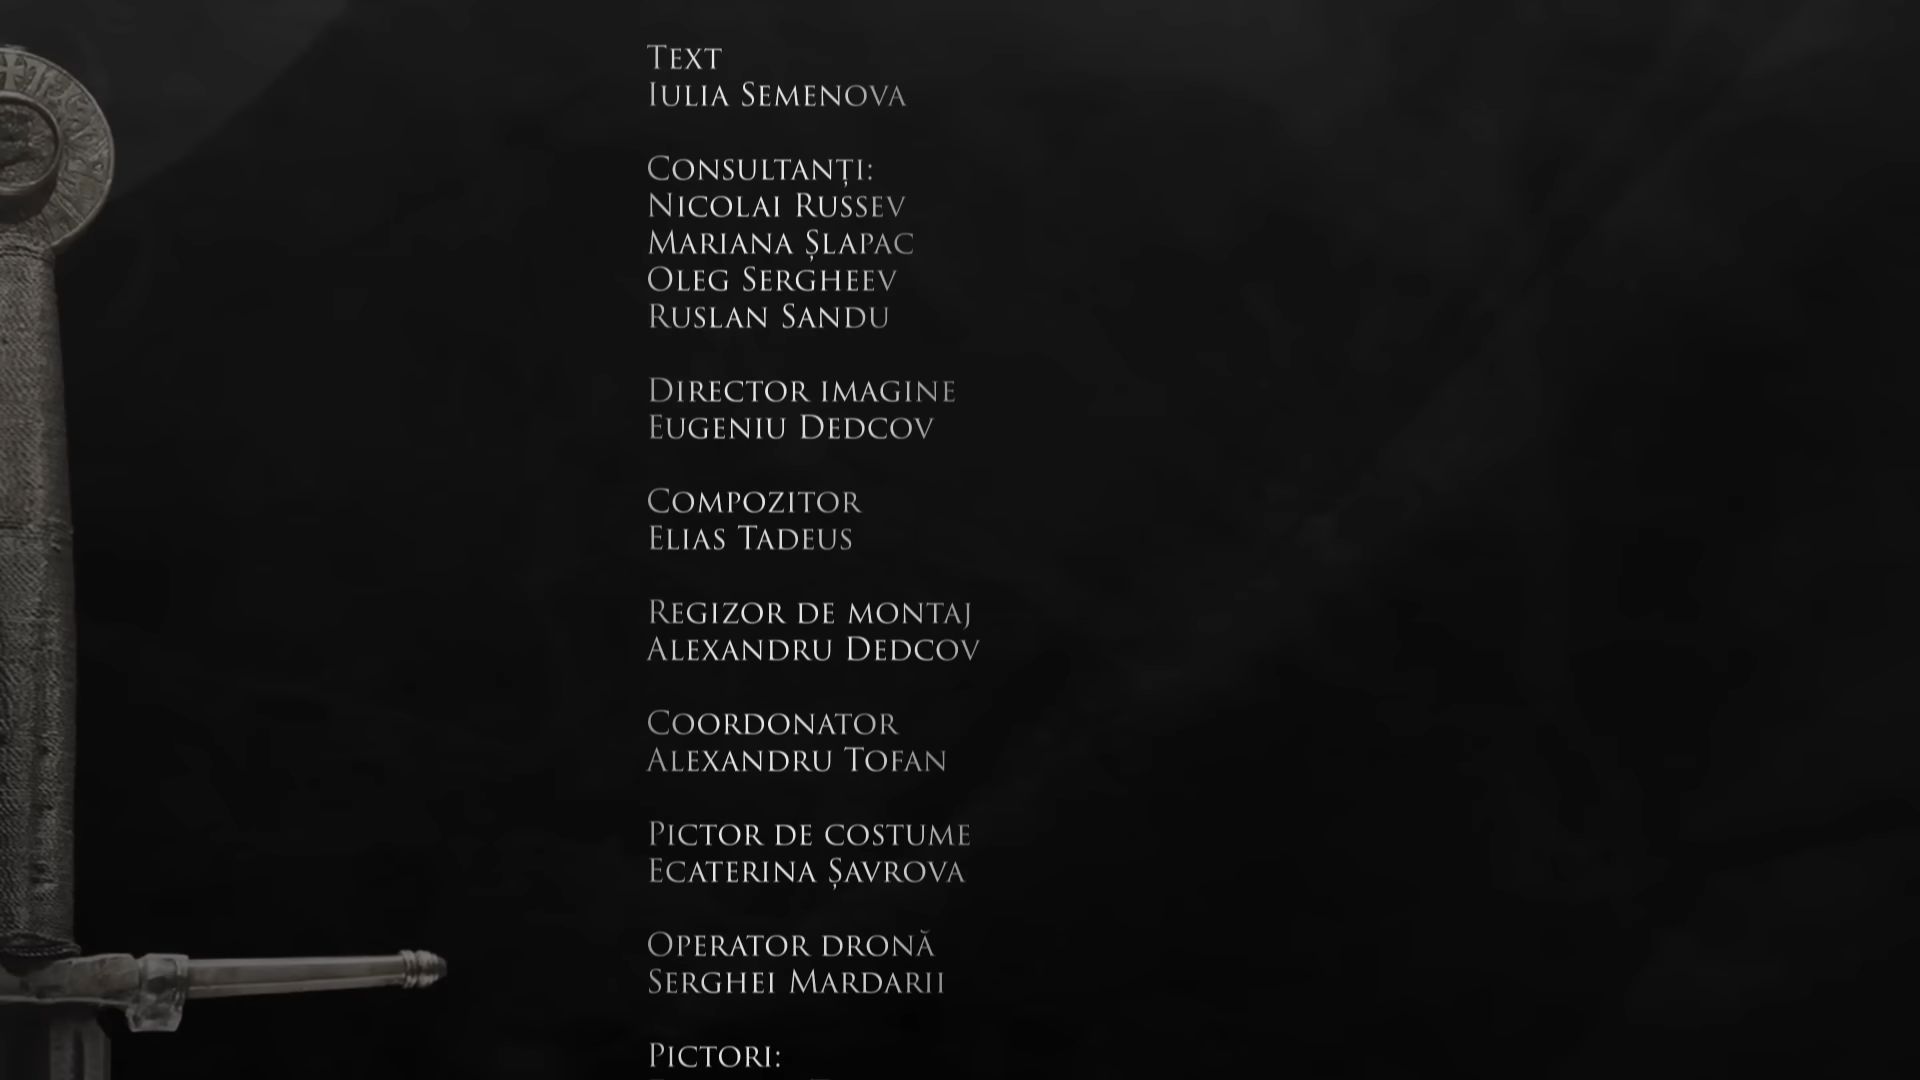 Text
Iulia Semenova
Consultanți:
Nicolai Russev
Mariana Șlapac
Oleg Sergheev
Ruslan Sandu
Director imagine
Eugeniu Dedcov
Compozitor
Elias Tadeus
Regizor de montaj
Alexandru Dedcov
Coordonator
Alexandru Tofan
Pictor de costume
Ecaterina Șavrova
Operator dronă
Serghei Mardarii
Pictori: